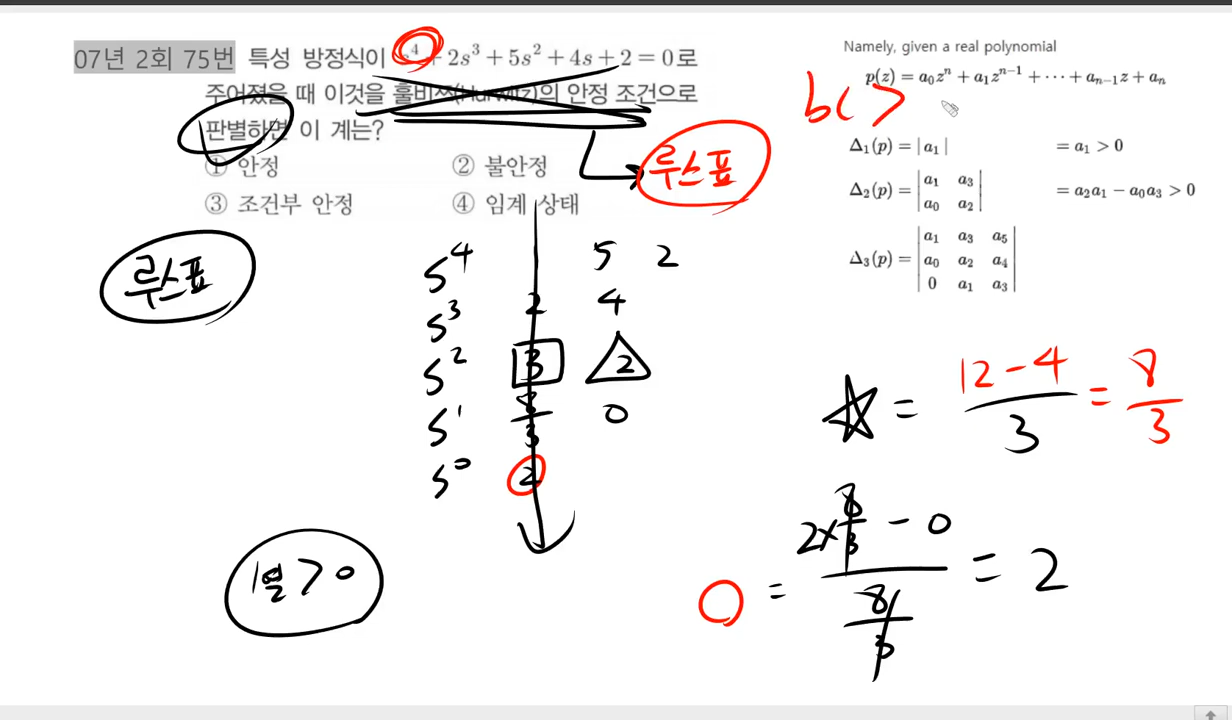 07년 2회 75번 특성 방정식이 s⁴+2s³+5s²+4s+2=0로
주어졌을 때 이것을 훌비쯔(Hurwitz)의 안정 조건으로
판별하면 이 계는?
① 안정 ② 불안정
③ 조건부 안정 ④ 임계 상태
루스표
Namely, given a real polynomial
p(z) = a₀zⁿ + a₁zⁿ⁻¹ + ⋯ + aₙ₋₁z + aₙ
Δ₁(p) = | a₁ | = a₁ > 0
Δ₂(p) = | a₁ a₃ | = a₂a₁ − a₀a₃ > 0
a₀ a₂
Δ₃(p) = | a₁ a₃ a₅ |
a₀ a₂ a₄
0 a₁ a₃
루스표
S⁴ 5 2
S³ 2 4
S² 3 2
S¹ 8/3 0
S⁰ 2
1열 > 0
☆ = (12 − 4)/3 = 8/3
○ = (2×8/3 − 0)/(8/3) = 2